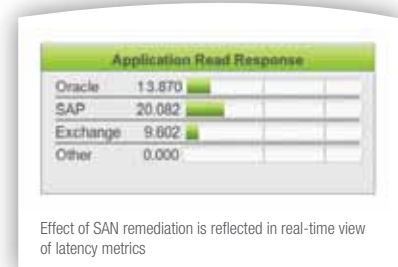 Application Read Response
Oracle 13.870
SAP 20.082
Exchange 9.602
Other 0.000
Effect of SAN remediation is reflected in real-time view
of latency metrics